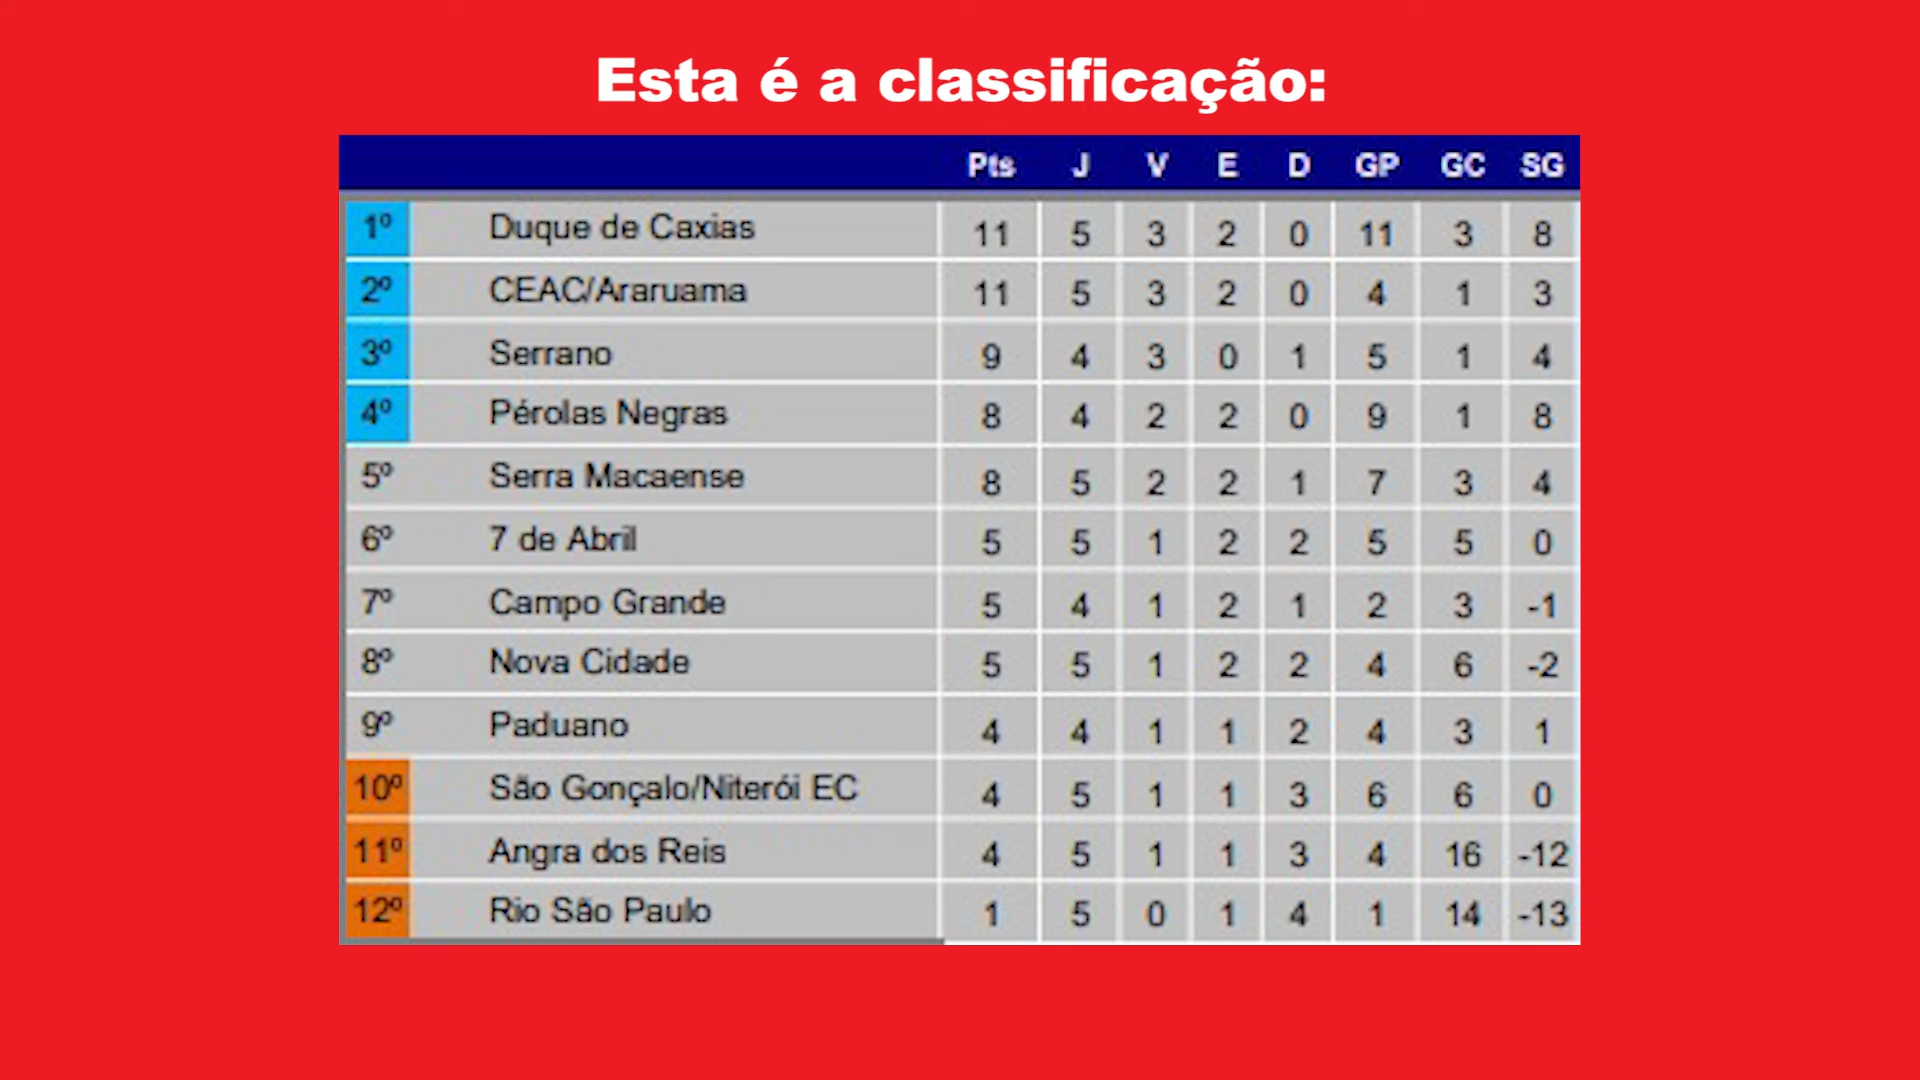 Esta é a classificação:
Pts J V E D GP GC SG
1º Duque de Caxias 11 5 3 2 0 11 3 8
2º CEAC/Araruama 11 5 3 2 0 4 1 3
3º Serrano 9 4 3 0 1 5 1 4
4º Pérolas Negras 8 4 2 2 0 9 1 8
5º Serra Macaense 8 5 2 2 1 7 3 4
6º 7 de Abril 5 5 1 2 2 5 5 0
7º Campo Grande 5 4 1 2 1 2 3 -1
8º Nova Cidade 5 5 1 2 2 4 6 -2
9º Paduano 4 4 1 1 2 4 3 1
10º São Gonçalo/Niterói EC 4 5 1 1 3 6 6 0
11º Angra dos Reis 4 5 1 1 3 4 16 -12
12º Rio São Paulo 1 5 0 1 4 1 14 -13